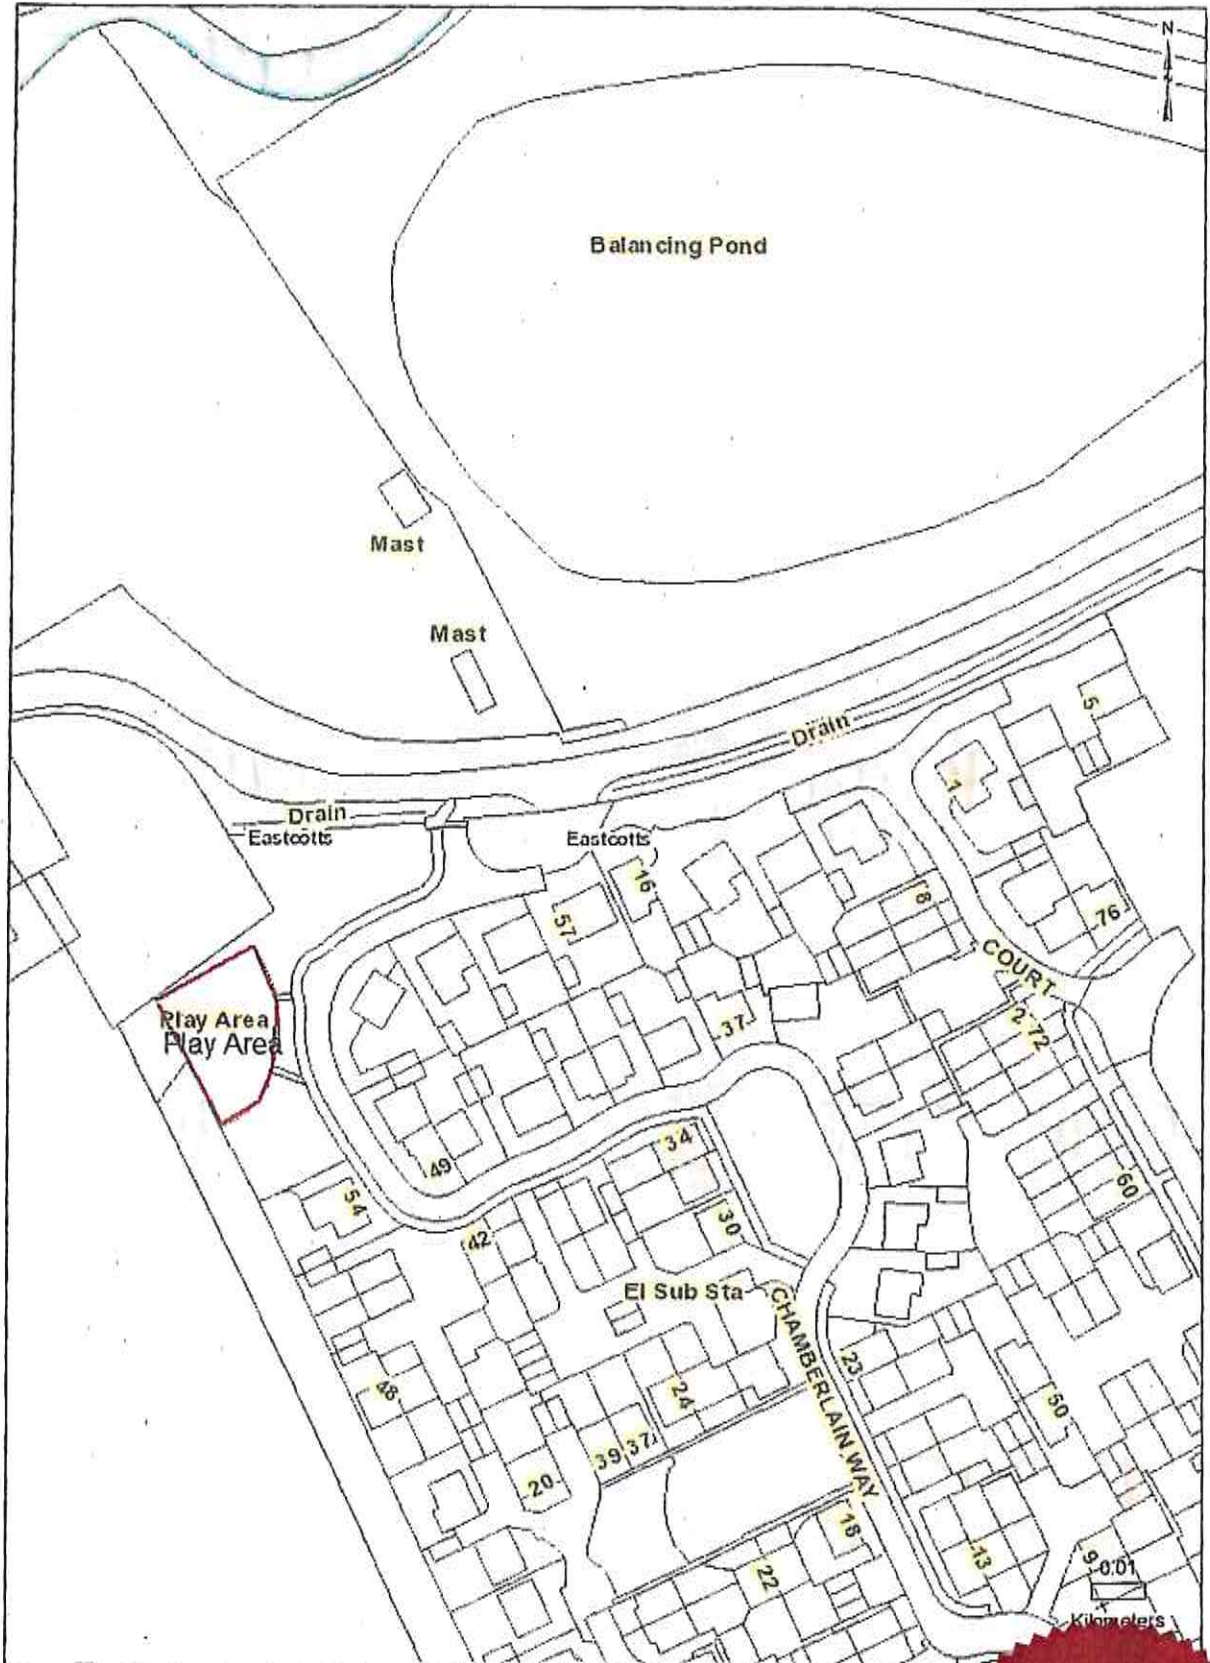 N
Balancing Pond
Mast
Mast
Drain
5
1
Drain
Eastcotts
Eastcotts
16
57
8
76
COURT
Play Area
Play Area
37
2
72
34
49
60
54
30
42
El Sub Sta
CHAMBERLAIN WAY
23
48
24
50
39
37
20
18
13
9
22
0.01
Kilometers